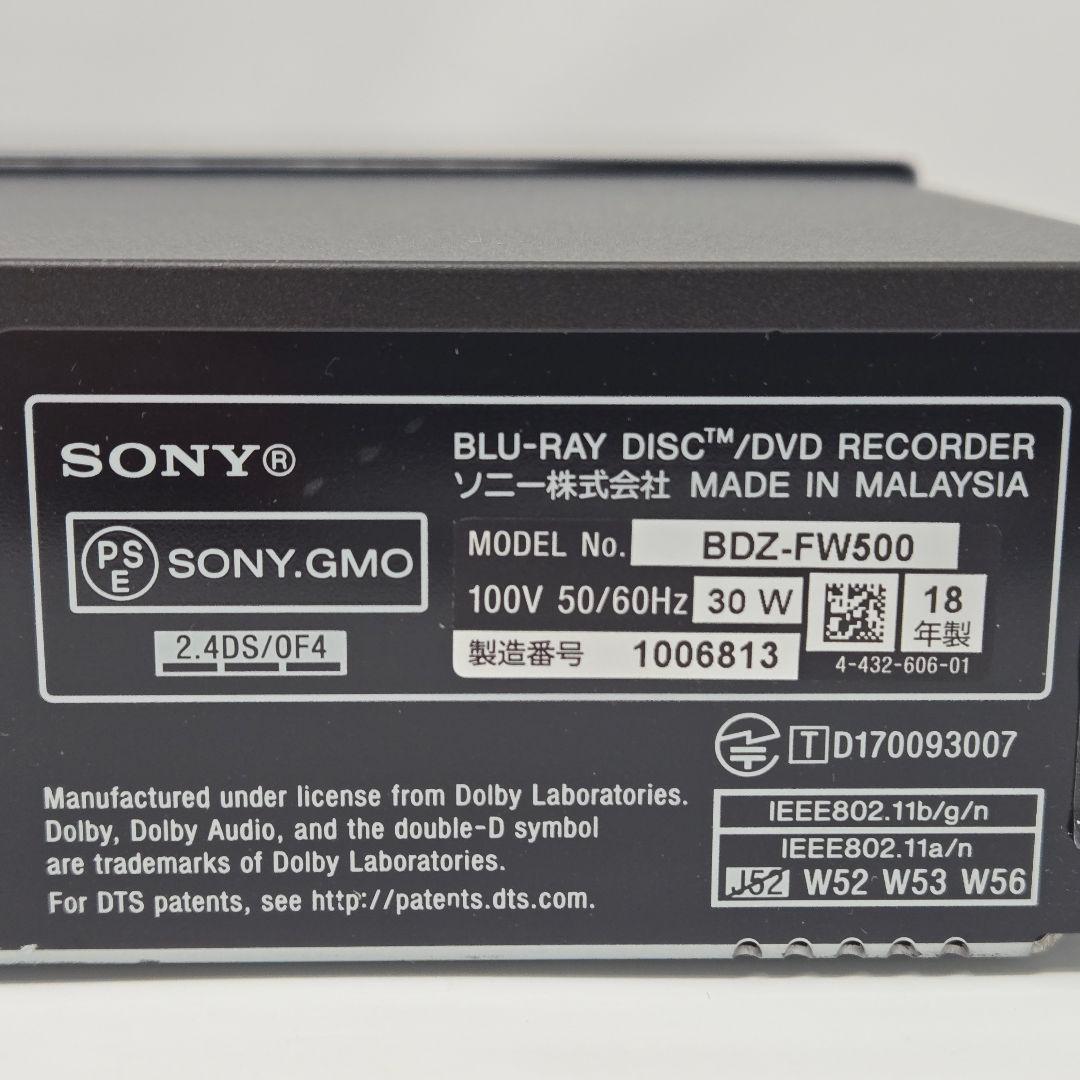 SONY®
BLU-RAY DISC™/DVD RECORDER
ソニー株式会社 MADE IN MALAYSIA
PSE SONY.GMO
MODEL No. BDZ-FW500
100V 50/60Hz 30 W
18
年製
2.4DS/OF4
製造番号 1006813
4-432-606-01
T D170093007
Manufactured under license from Dolby Laboratories.
Dolby, Dolby Audio, and the double-D symbol
are trademarks of Dolby Laboratories.
For DTS patents, see http://patents.dts.com.
IEEE802.11b/g/n
IEEE802.11a/n
J52 W52 W53 W56